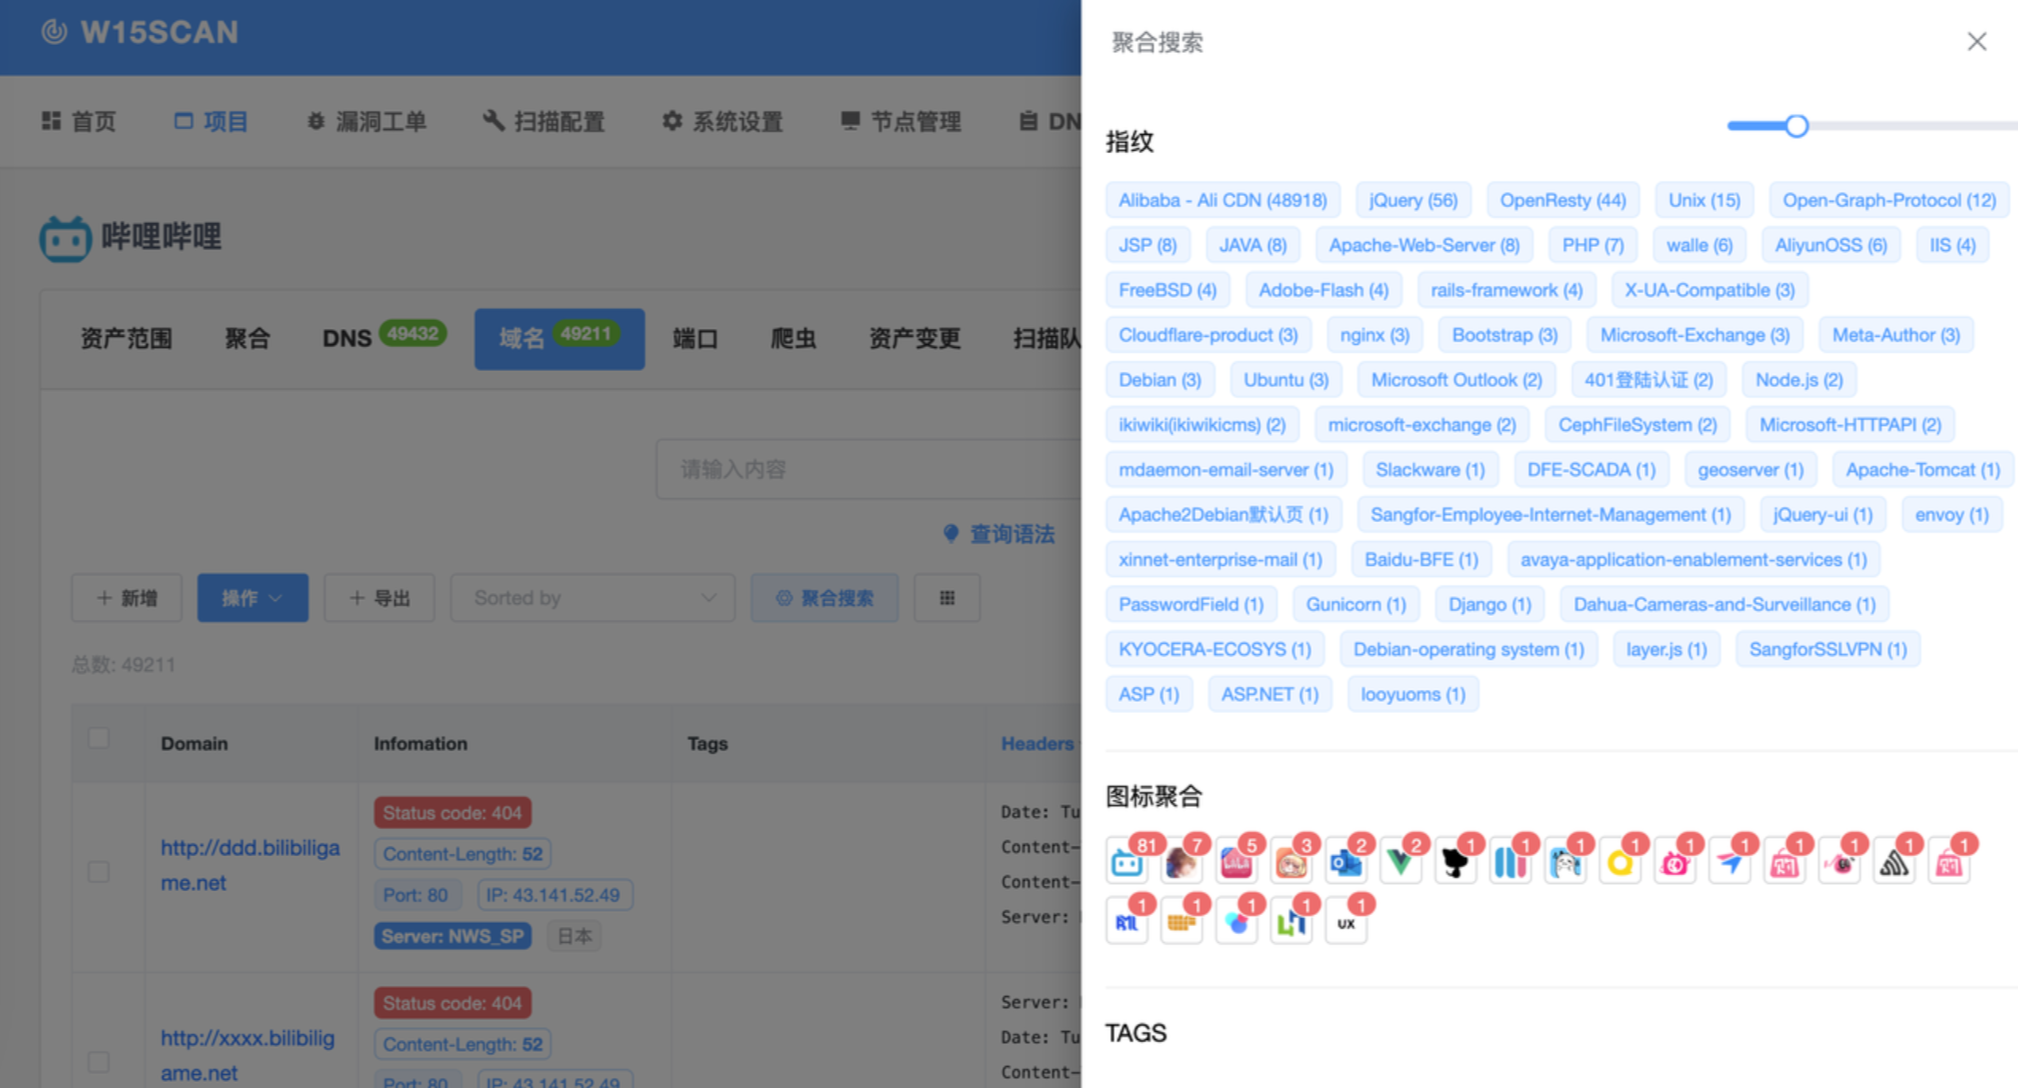 W15SCAN
首页 项目 漏洞工单 扫描配置 系统设置 节点管理 DN
哔哩哔哩
资产范围 聚合 DNS 49432 域名 49211 端口 爬虫 资产变更 扫描队
请输入内容
查询语法
新增 操作 导出 Sorted by 聚合搜索
总数: 49211
Domain Infomation Tags Headers
http://ddd.bilibiliga
me.net
Status code: 404
Content-Length: 52
Port: 80 IP: 43.141.52.49
Server: NWS_SP 日本
Date: Tu
Content-
Content-
Server:
http://xxxx.bilibilig
ame.net
Status code: 404
Content-Length: 52
Port: 80 IP: 43.141.52.49
Server:
Date: Tu
Content-
聚合搜索
指纹
Alibaba - Ali CDN (48918) jQuery (56) OpenResty (44) Unix (15) Open-Graph-Protocol (12)
JSP (8) JAVA (8) Apache-Web-Server (8) PHP (7) walle (6) AliyunOSS (6) IIS (4)
FreeBSD (4) Adobe-Flash (4) rails-framework (4) X-UA-Compatible (3)
Cloudflare-product (3) nginx (3) Bootstrap (3) Microsoft-Exchange (3) Meta-Author (3)
Debian (3) Ubuntu (3) Microsoft Outlook (2) 401登陆认证 (2) Node.js (2)
ikiwiki(ikiwikicms) (2) microsoft-exchange (2) CephFileSystem (2) Microsoft-HTTPAPI (2)
mdaemon-email-server (1) Slackware (1) DFE-SCADA (1) geoserver (1) Apache-Tomcat (1)
Apache2Debian默认页 (1) Sangfor-Employee-Internet-Management (1) jQuery-ui (1) envoy (1)
xinnet-enterprise-mail (1) Baidu-BFE (1) avaya-application-enablement-services (1)
PasswordField (1) Gunicorn (1) Django (1) Dahua-Cameras-and-Surveillance (1)
KYOCERA-ECOSYS (1) Debian-operating system (1) layer.js (1) SangforSSLVPN (1)
ASP (1) ASP.NET (1) looyuoms (1)
图标聚合
81 7 5 3 2 2 1 1 1 1 1 1 1 1 1 1
1 1 1 1 1
UX
TAGS